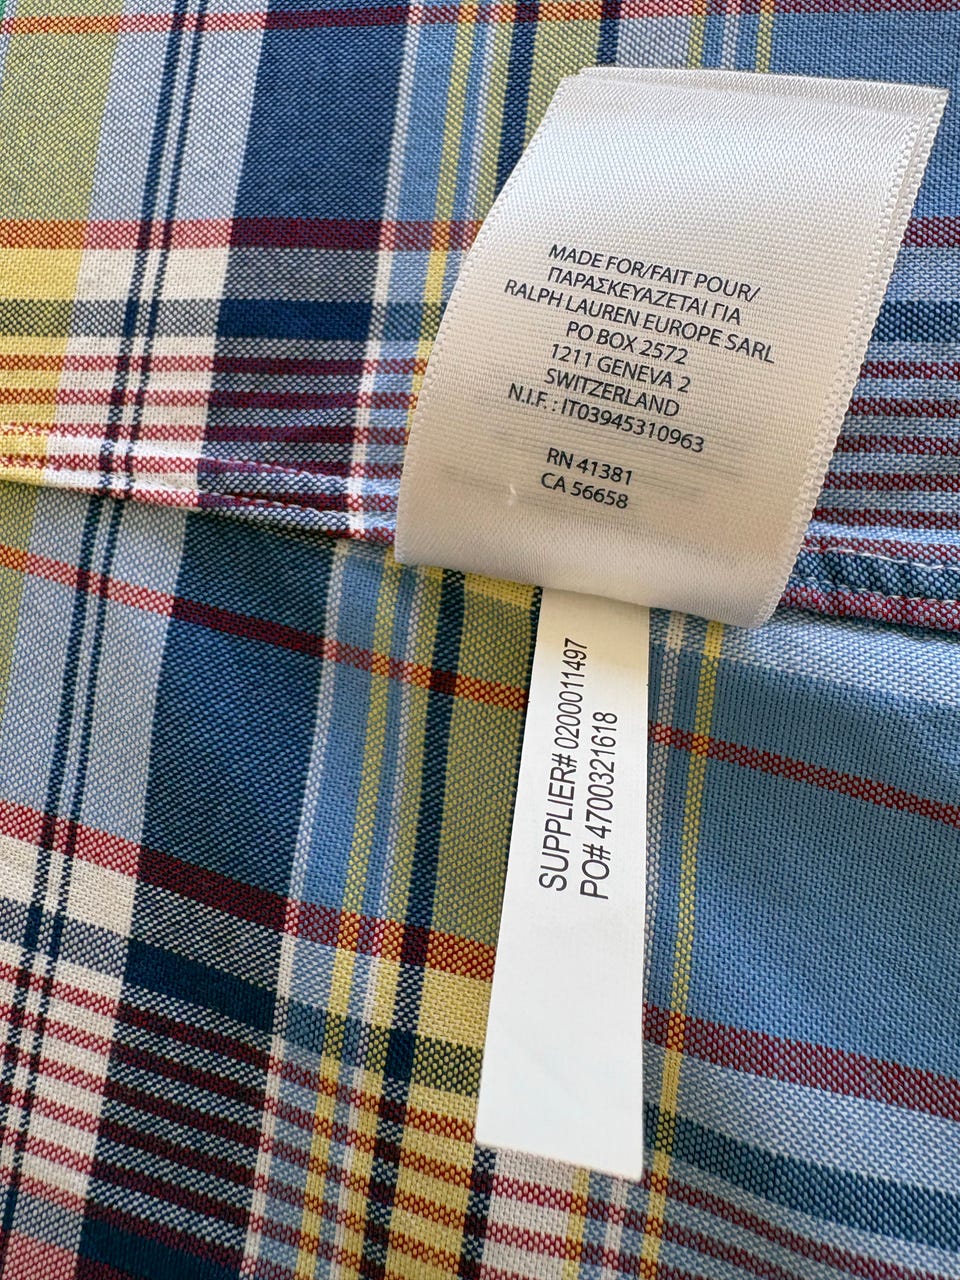 MADE FOR/FAIT POUR/
ΠΑΡΑΣΚΕΥΑΖΕΤΑΙ ΓΙΑ
RALPH LAUREN EUROPE SARL
PO BOX 2572
1211 GENEVA 2
SWITZERLAND
N.I.F. : IT03945310963
RN 41381
CA 56658
SUPPLIER# 0200011497
PO# 4700321618